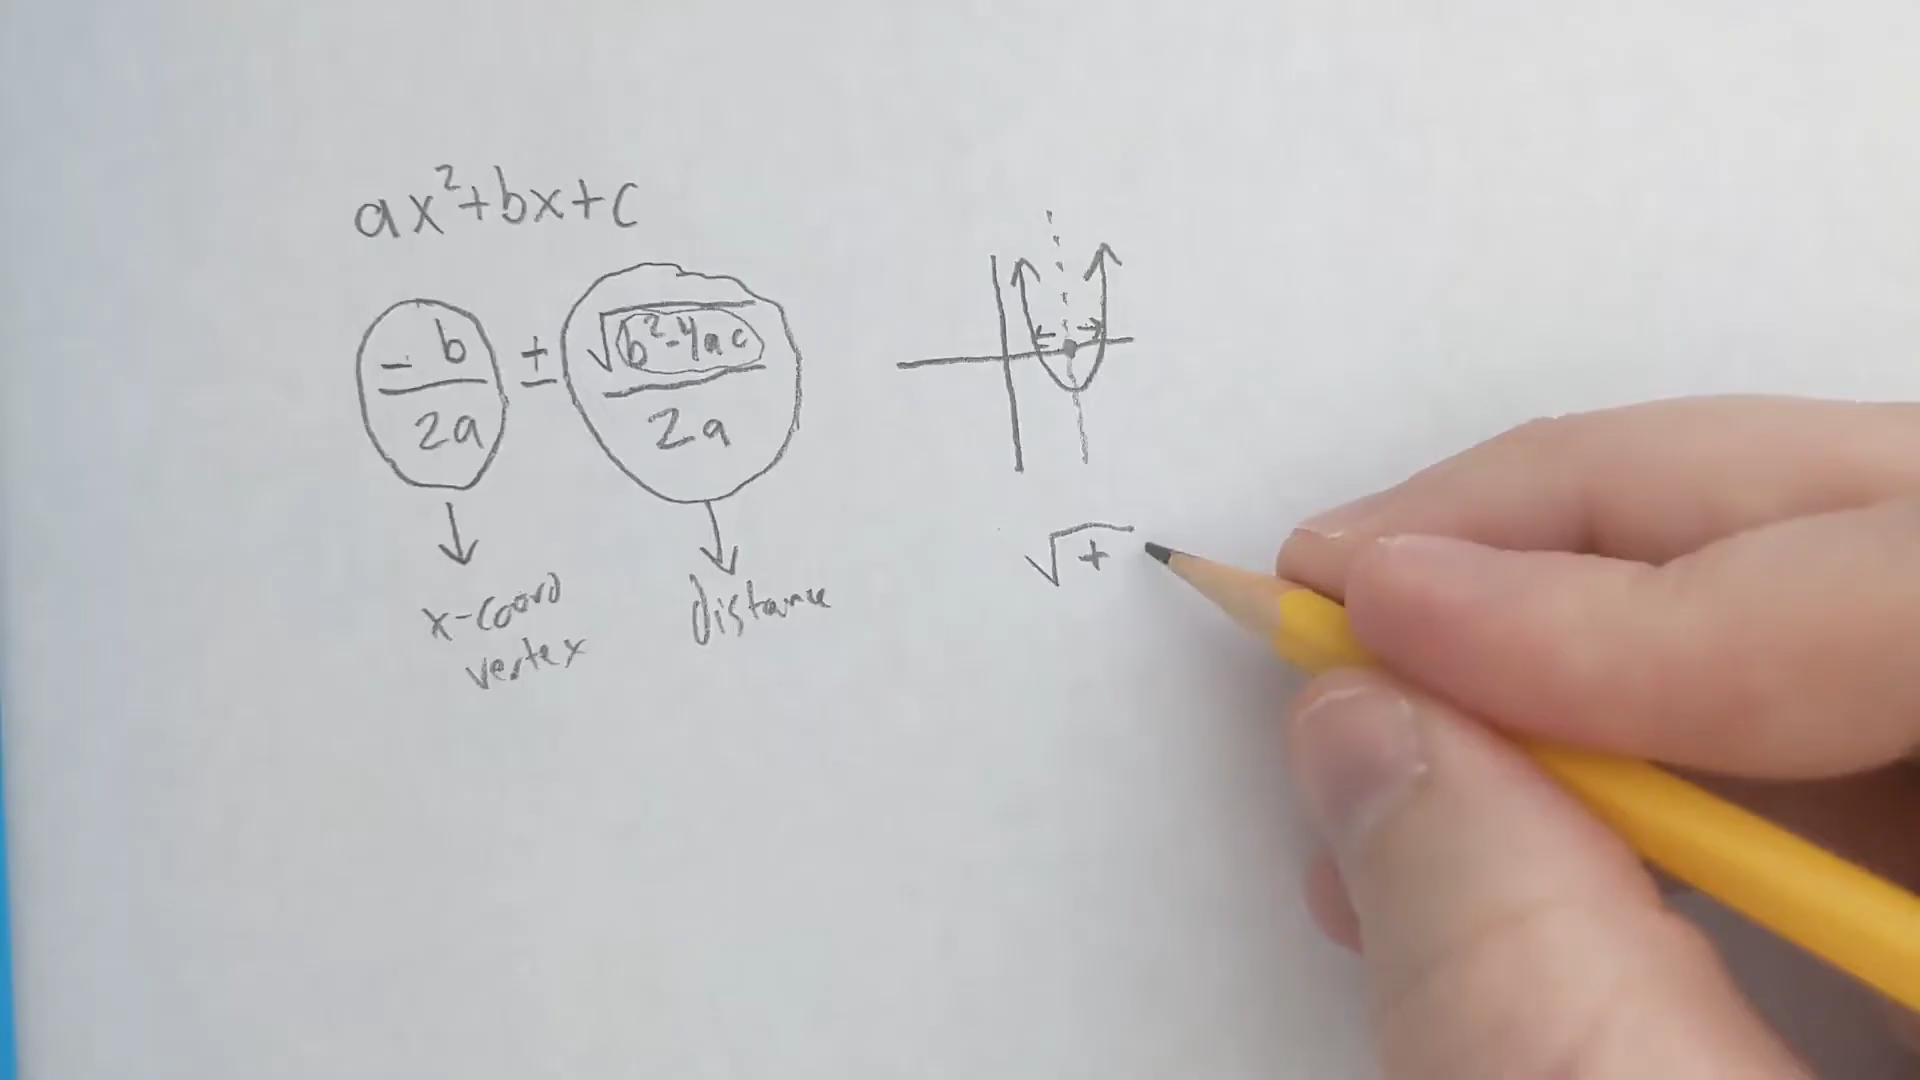 ax²+bx+c
-b/2a ± √(b²-4ac)/2a
x-coord
vertex
distance
√+